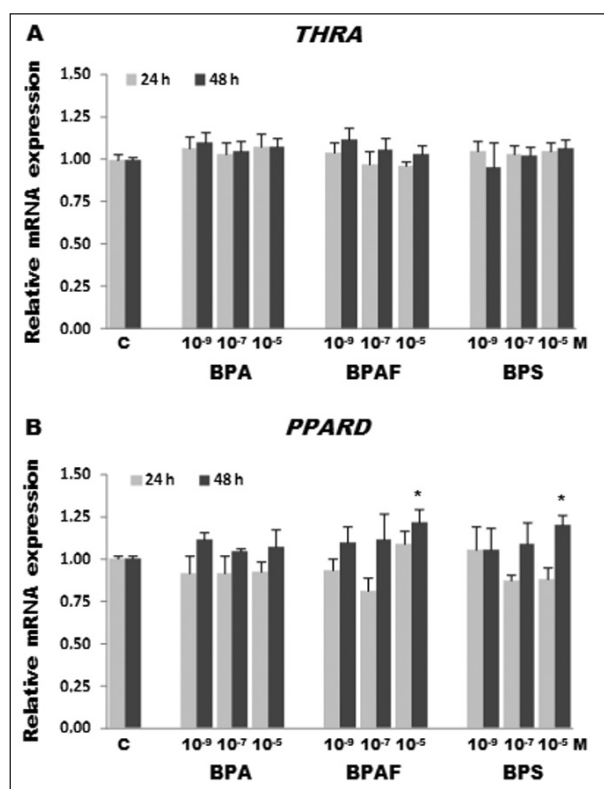 A THRA
Relative mRNA expression
1.50
1.25
1.00
0.75
0.50
0.25
0.00
24 h 48 h
C 10⁻⁹ 10⁻⁷ 10⁻⁵ 10⁻⁹ 10⁻⁷ 10⁻⁵ 10⁻⁹ 10⁻⁷ 10⁻⁵ M
BPA BPAF BPS
B PPARD
Relative mRNA expression
1.50
1.25
1.00
0.75
0.50
0.25
0.00
24 h 48 h
* *
C 10⁻⁹ 10⁻⁷ 10⁻⁵ 10⁻⁹ 10⁻⁷ 10⁻⁵ 10⁻⁹ 10⁻⁷ 10⁻⁵ M
BPA BPAF BPS